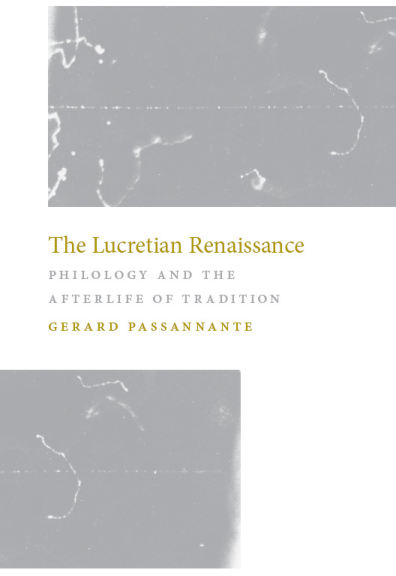 The Lucretian Renaissance
PHILOLOGY AND THE
AFTERLIFE OF TRADITION
GERARD PASSANNANTE